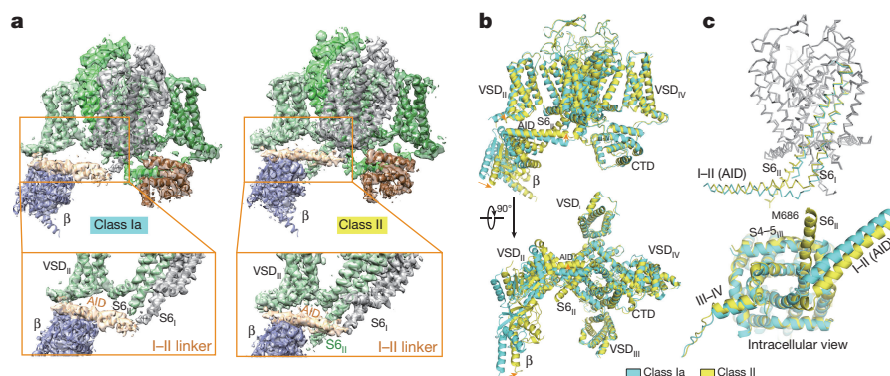 a
β
Class Ia
β
Class II
VSD_II
AID
S6_II
S6_I
β
I–II linker
VSD_II
AID
S6_I
β
S6_II
I–II linker
b
VSD_II
VSD_IV
AID
S6_II
CTD
β
90°
VSD_I
VSD_II
AID
VSD_IV
S6_II
CTD
β
VSD_III
c
S6_II
S6_I
I–II (AID)
M686
S6_II
S4–5_III
I–II (AID)
III–IV
Intracellular view
Class Ia
Class II